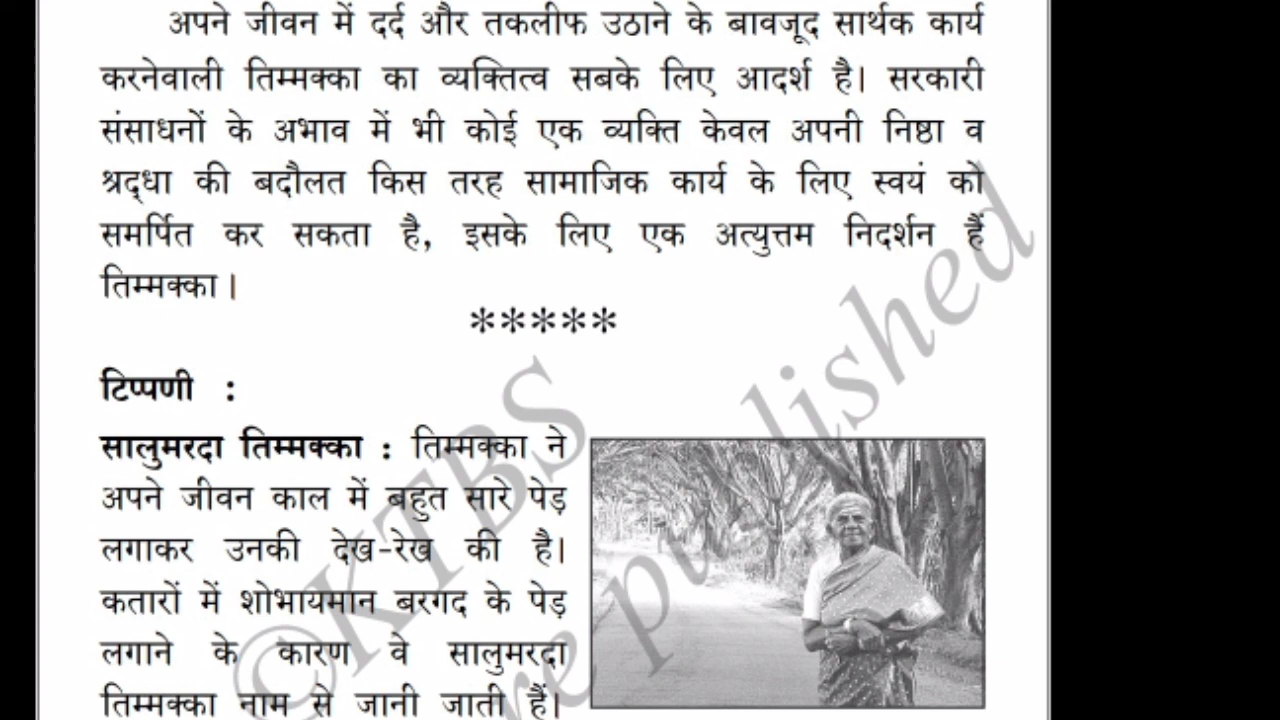 अपने जीवन में दर्द और तकलीफ उठाने के बावजूद सार्थक कार्य
करनेवाली तिम्मक्का का व्यक्तित्व सबके लिए आदर्श है। सरकारी
संसाधनों के अभाव में भी कोई एक व्यक्ति केवल अपनी निष्ठा व
श्रद्धा की बदौलत किस तरह सामाजिक कार्य के लिए स्वयं को
समर्पित कर सकता है, इसके लिए एक अत्युत्तम निदर्शन हैं
तिम्मक्का।
*****
टिप्पणी :
सालुमरदा तिम्मक्का : तिम्मक्का ने
अपने जीवन काल में बहुत सारे पेड़
लगाकर उनकी देख-रेख की है।
कतारों में शोभायमान बरगद के पेड़
लगाने के कारण वे सालुमरदा
तिम्मक्का नाम से जानी जाती हैं।
©KTBS
re published